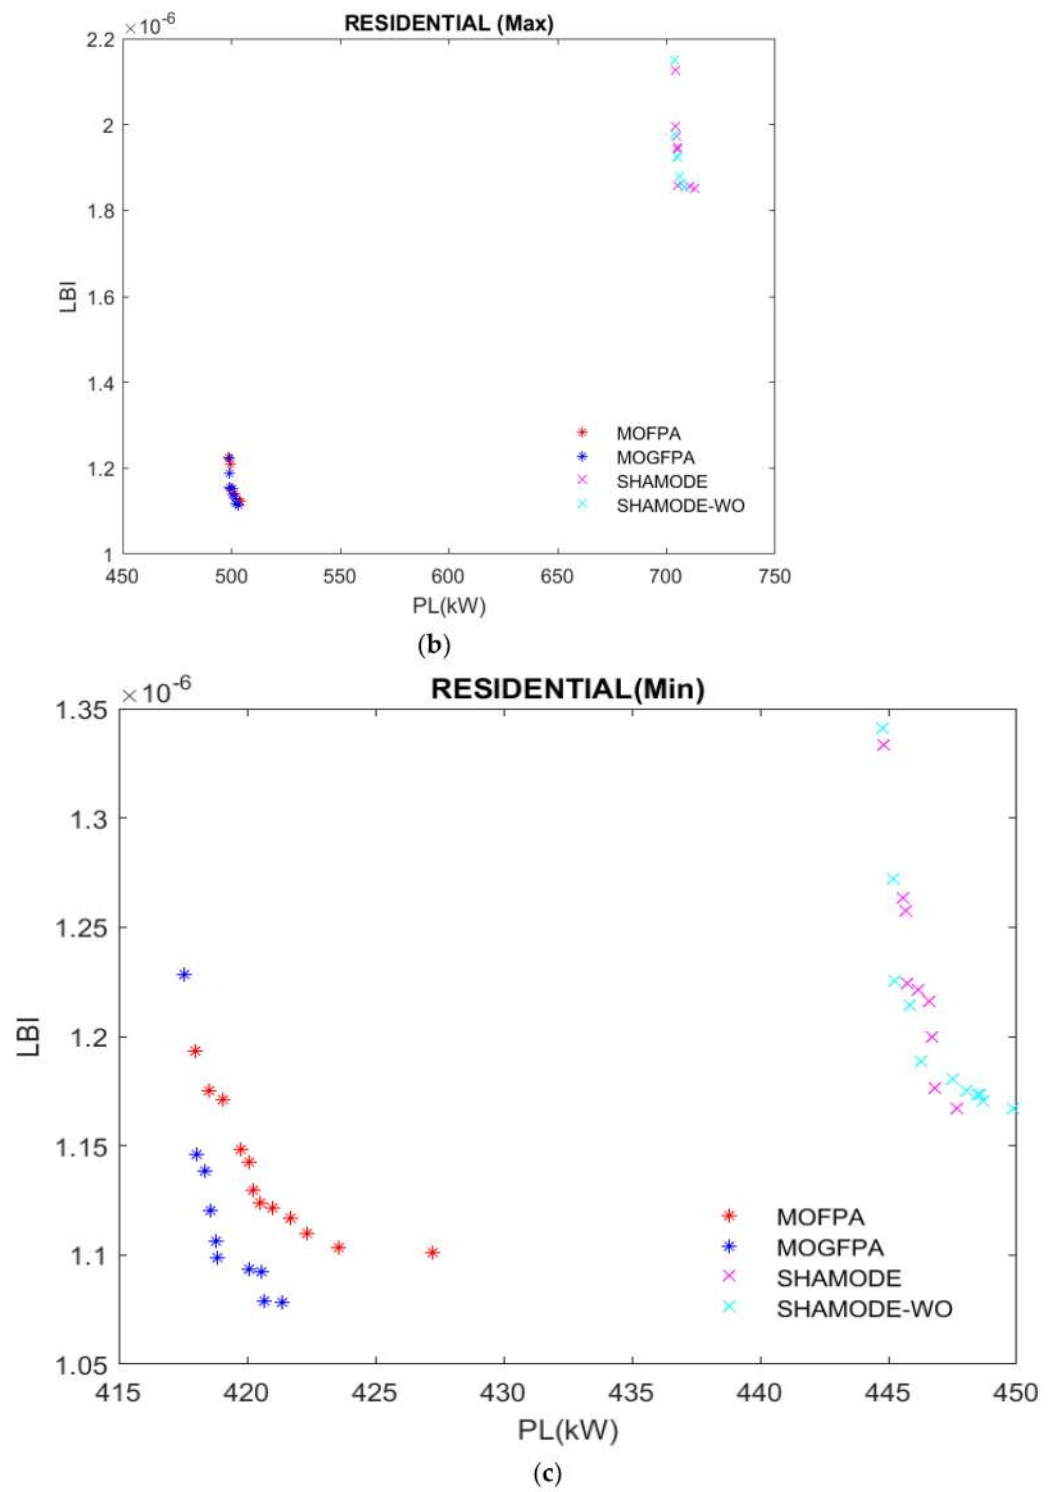 RESIDENTIAL (Max)
×10-6
2.2
2
1.8
1.6
1.4
1.2
1
LBI
MOFPA
MOGFPA
SHAMODE
SHAMODE-WO
450 500 550 600 650 700 750
PL(kW)
(b)
RESIDENTIAL(Min)
×10-6
1.35
1.3
1.25
1.2
1.15
1.1
1.05
LBI
MOFPA
MOGFPA
SHAMODE
SHAMODE-WO
415 420 425 430 435 440 445 450
PL(kW)
(c)